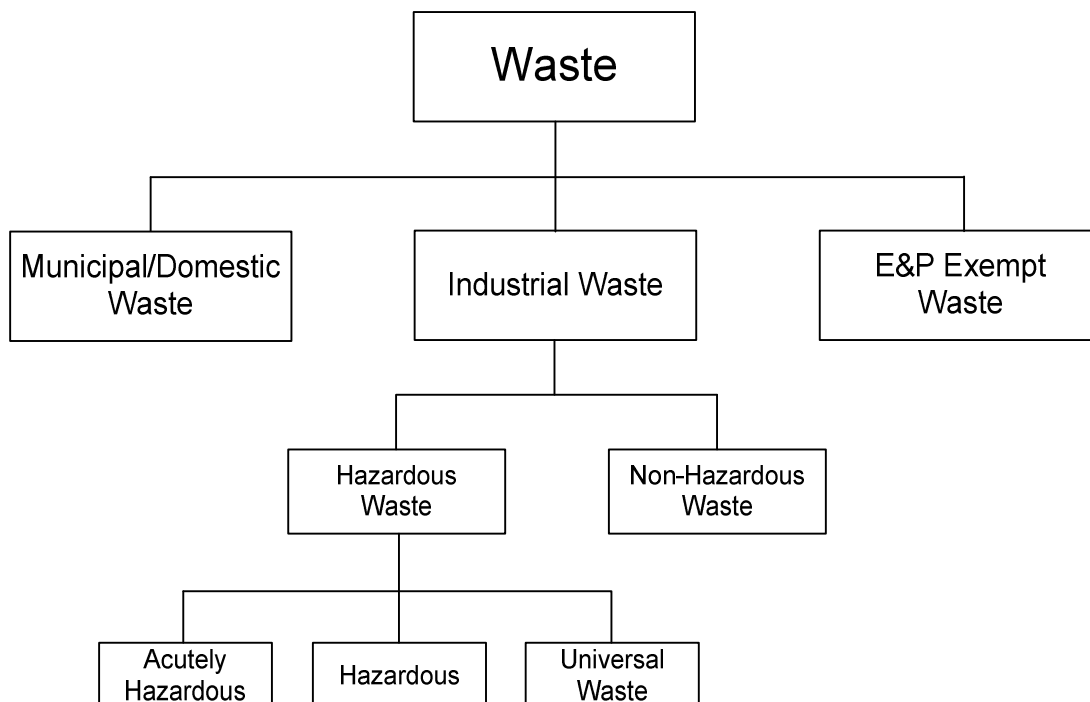 Waste
Municipal/Domestic
Waste
Industrial Waste
E&P Exempt
Waste
Hazardous
Waste
Non-Hazardous
Waste
Acutely
Hazardous
Hazardous
Universal
Waste